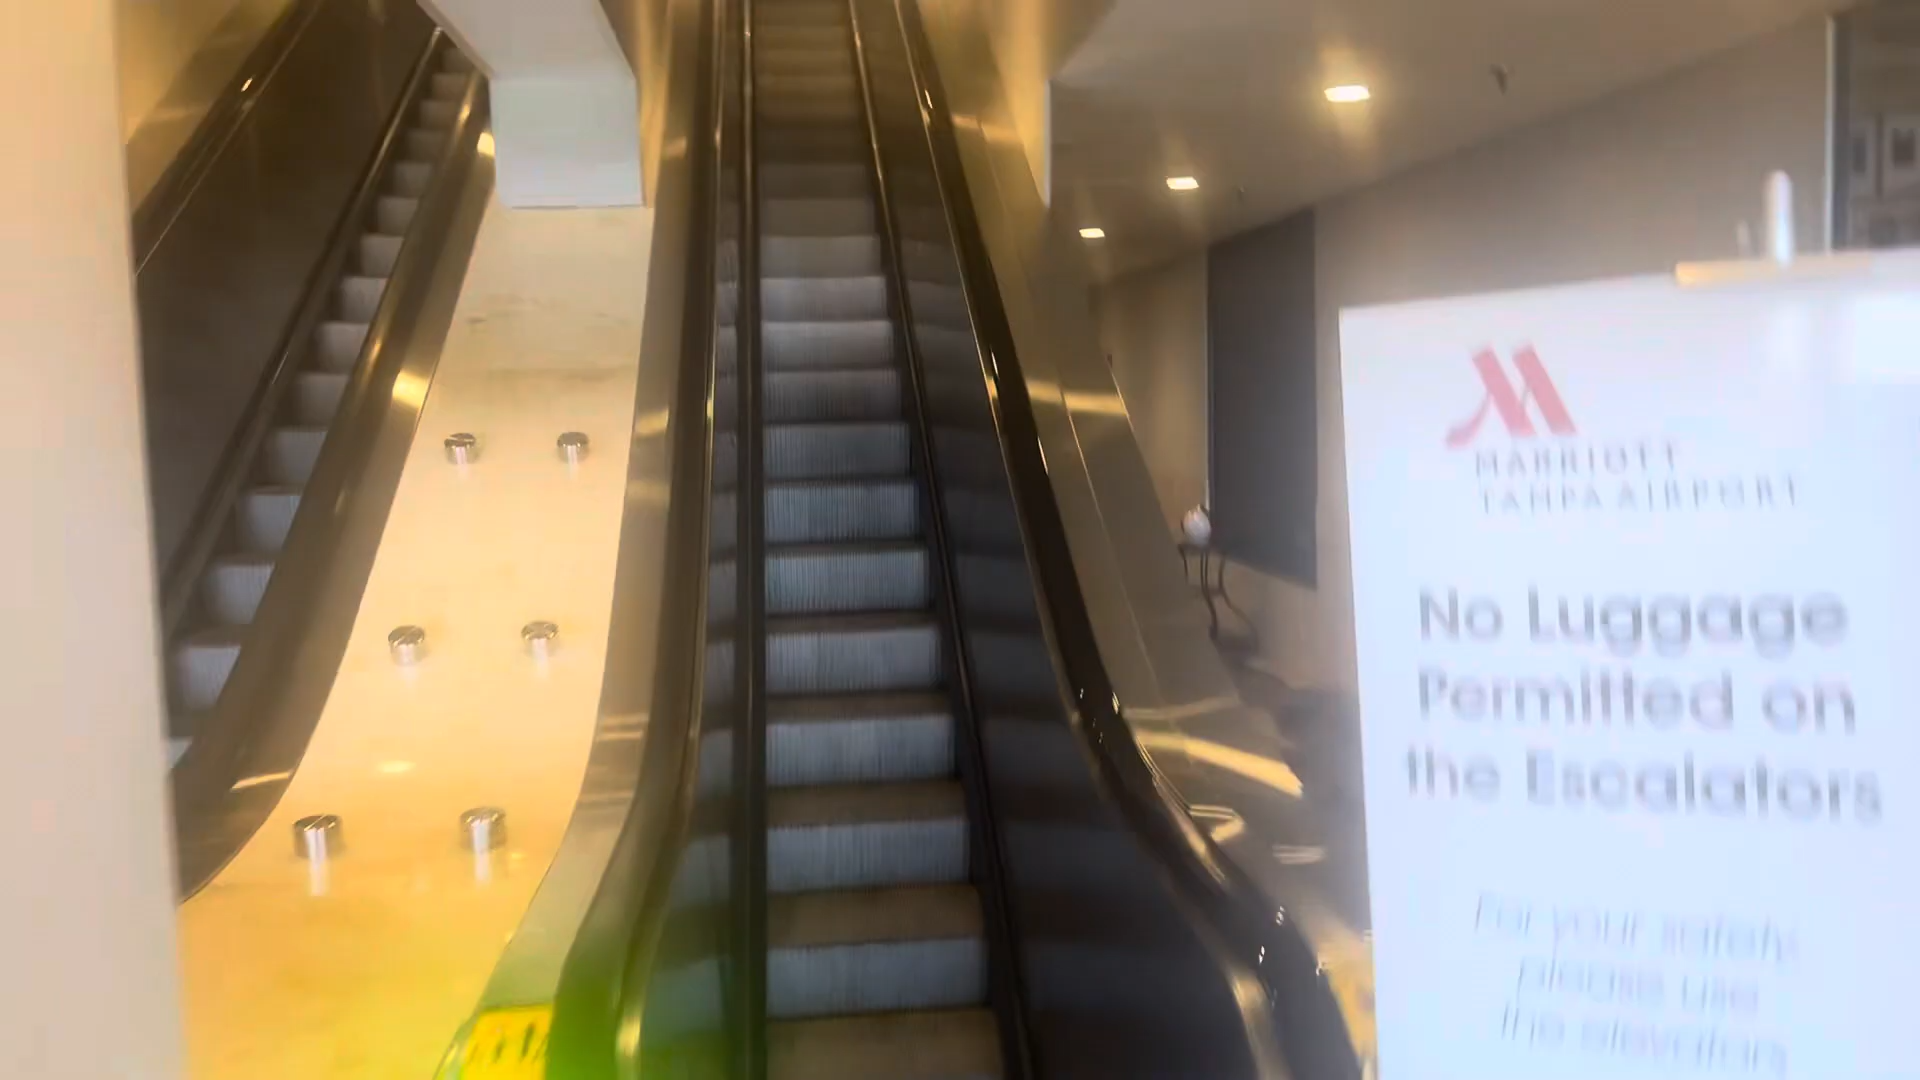 MARRIOTT
TAMPA AIRPORT
No Luggage
Permitted on
the Escalators
For your safety
please use
the elevators